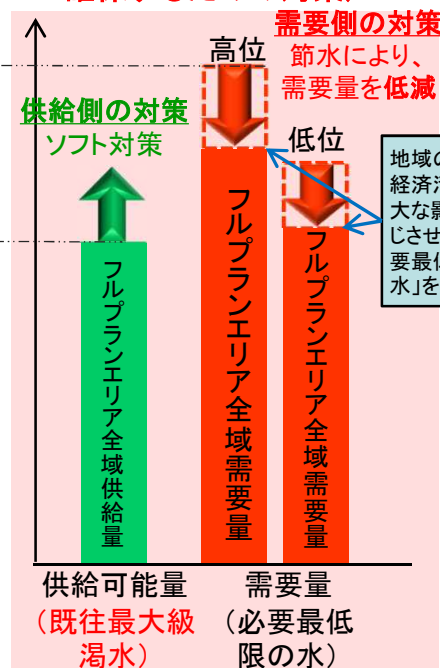 需要側の対策
節水により、
需要量を低減
高位
供給側の対策
ソフト対策
低位
地域の
経済活
大な影
じさせ
要最低
水」を
フルプランエリア全域供給量
フルプランエリア全域需要量
フルプランエリア全域需要量
供給可能量
(既往最大級
渇水)
需要量
(必要最低
限の水)